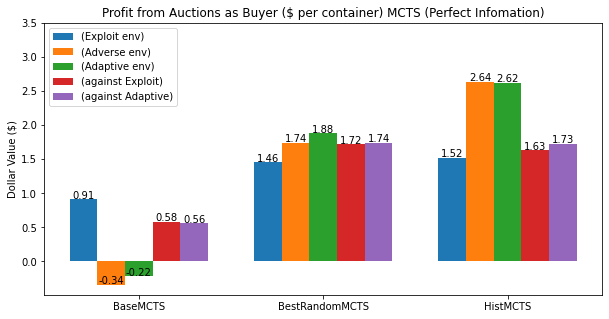 Profit from Auctions as Buyer ($ per container) MCTS (Perfect Infomation)
Dollar Value ($)
3.5
3.0
2.5
2.0
1.5
1.0
0.5
0.0
(Exploit env)
(Adverse env)
(Adaptive env)
(against Exploit)
(against Adaptive)
0.91
-0.34
-0.22
0.58
0.56
1.46
1.74
1.88
1.72
1.74
1.52
2.64
2.62
1.63
1.73
BaseMCTS
BestRandomMCTS
HistMCTS